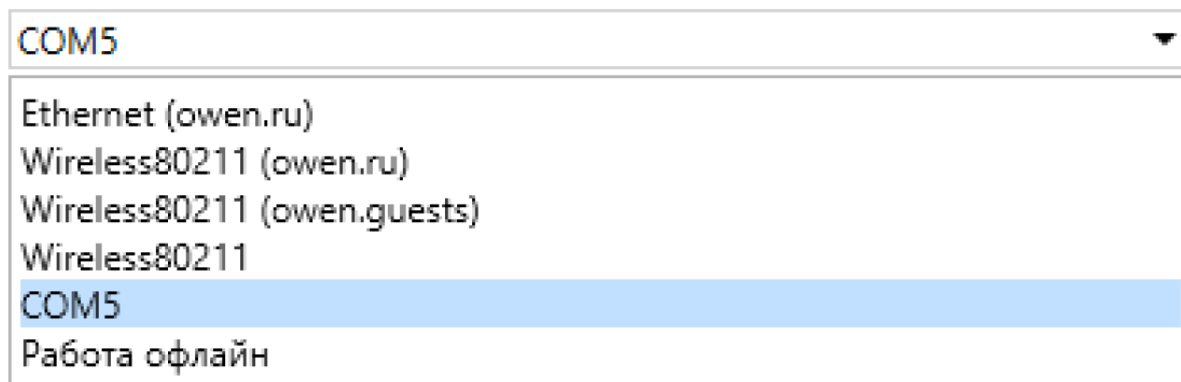 COM5
Ethernet (owen.ru)
Wireless80211 (owen.ru)
Wireless80211 (owen.guests)
Wireless80211
COM5
Работа офлайн